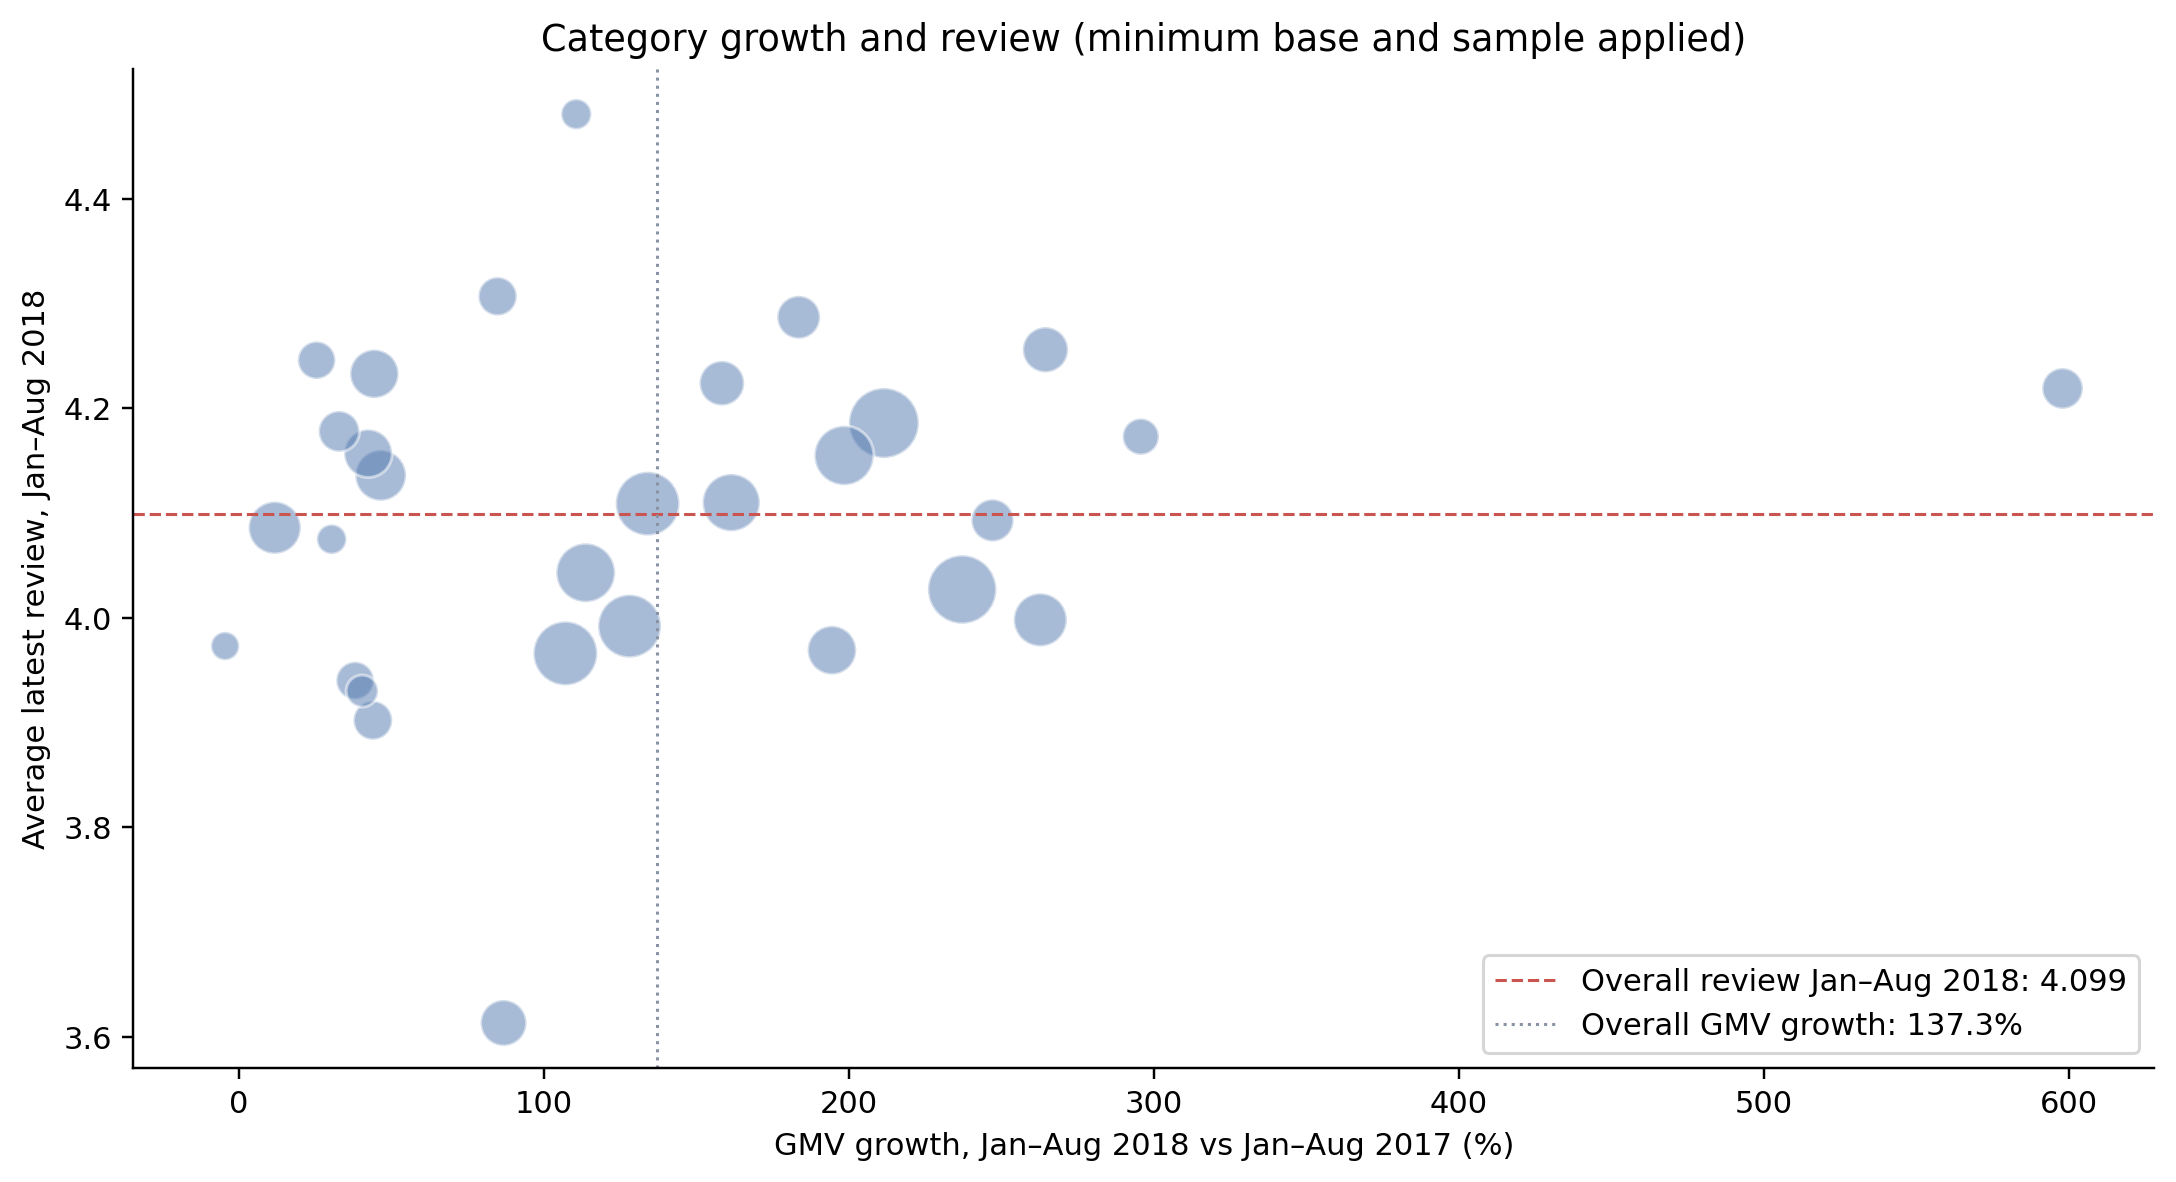 Category growth and review (minimum base and sample applied)
Average latest review, Jan–Aug 2018
4.4
4.2
4.0
3.8
3.6
0
100
200
300
400
500
600
GMV growth, Jan–Aug 2018 vs Jan–Aug 2017 (%)
Overall review Jan–Aug 2018: 4.099
Overall GMV growth: 137.3%